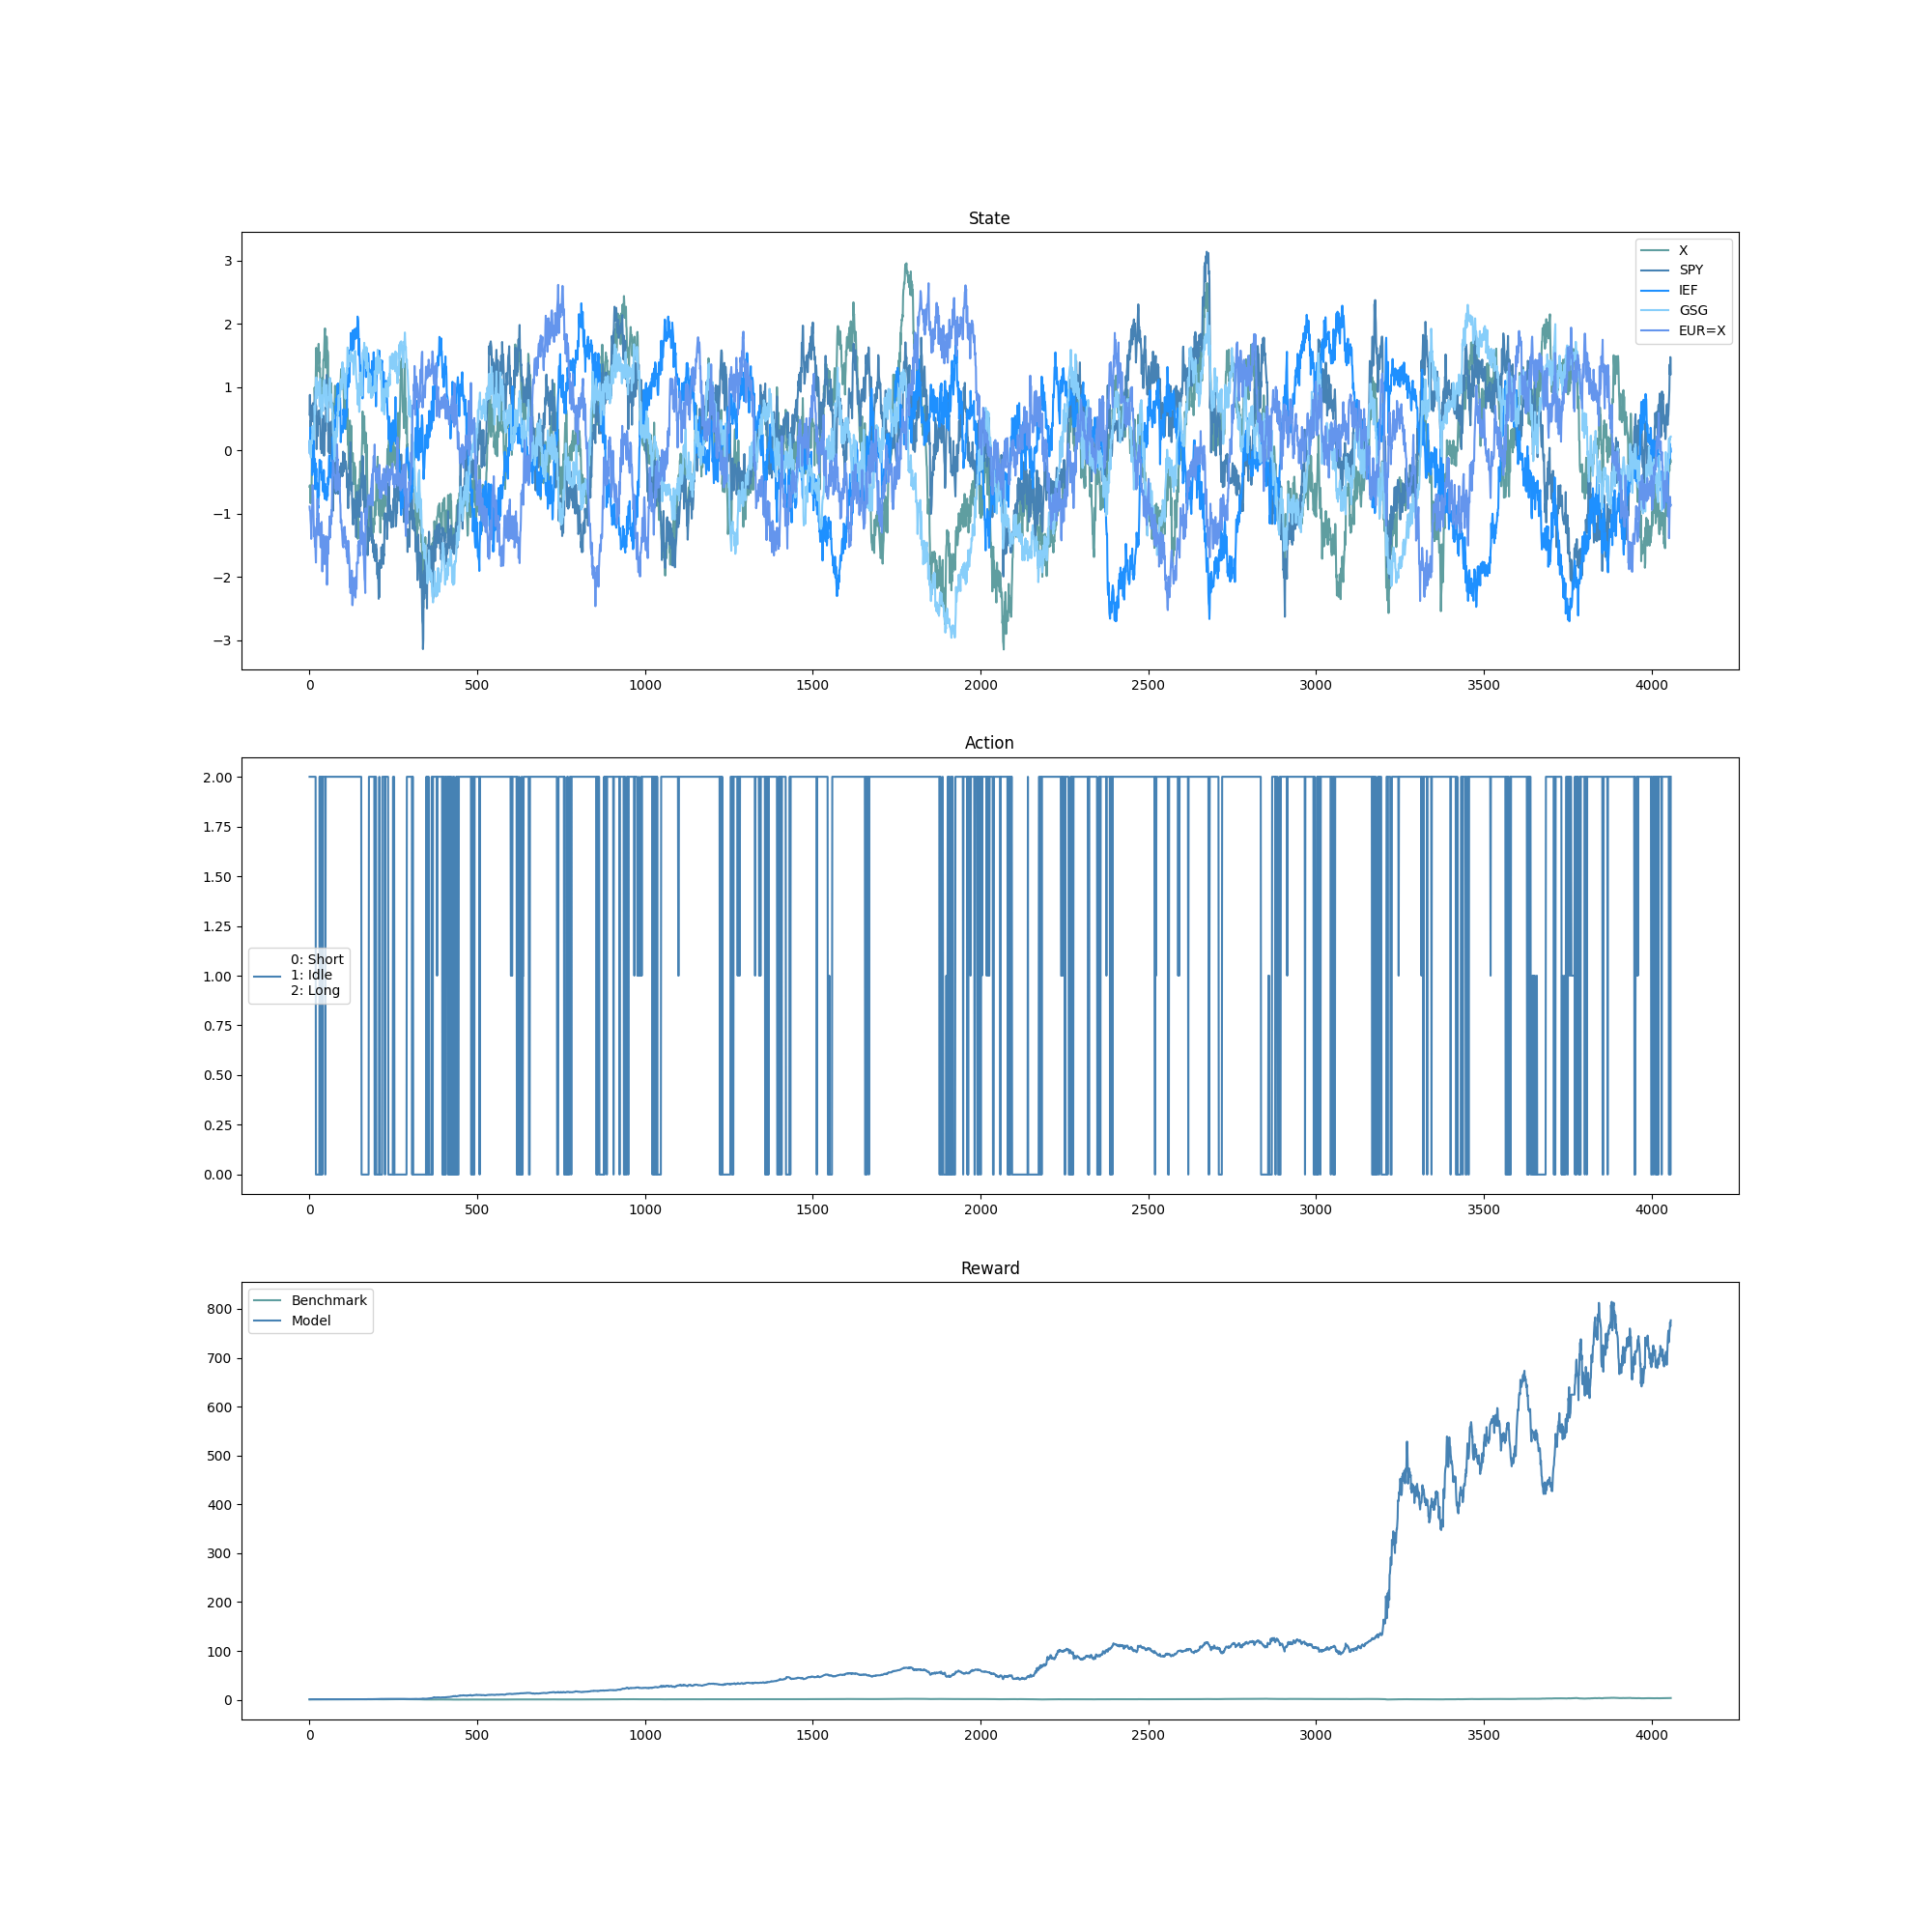 State
3
2
1
0
−1
−2
−3
X
SPY
IEF
GSG
EUR=X
0 500 1000 1500 2000 2500 3000 3500 4000
Action
2.00
1.75
1.50
1.25
1.00
0.75
0.50
0.25
0.00
0: Short
1: Idle
2: Long
0 500 1000 1500 2000 2500 3000 3500 4000
Reward
800
700
600
500
400
300
200
100
0
Benchmark
Model
0 500 1000 1500 2000 2500 3000 3500 4000